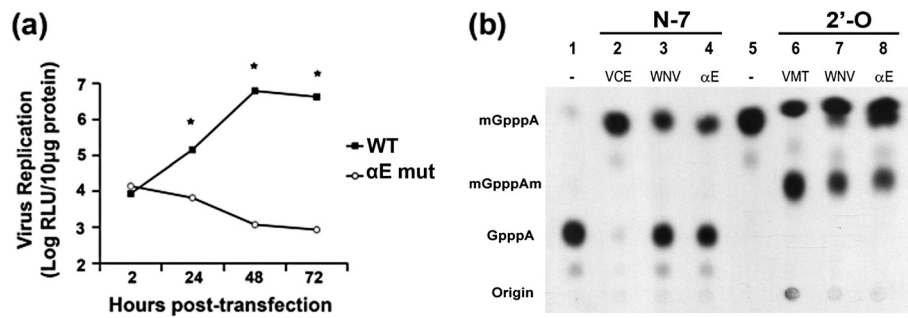 (a)
Virus Replication
(Log RLU/10μg protein)
7
6
5
4
3
2
* * *
WT
αE mut
2 24 48 72
Hours post-transfection
(b)
N-7 2’-O
1 2 3 4 5 6 7 8
- VCE WNV αE - VMT WNV αE
mGpppA
mGpppAm
GpppA
Origin